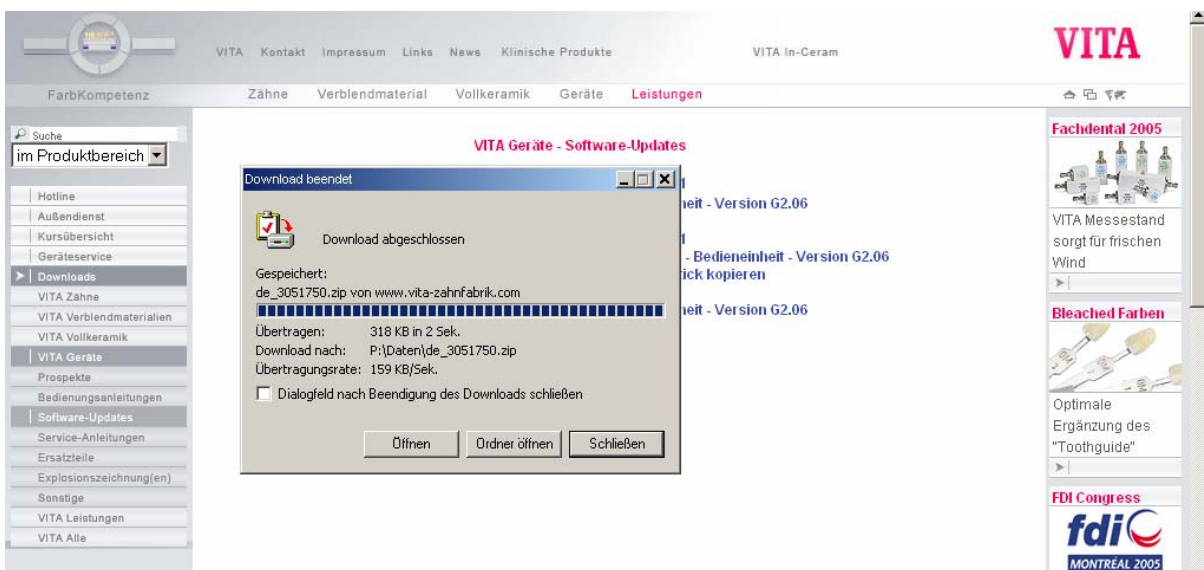 VITA Kontakt Impressum Links News Klinische Produkte VITA In-Ceram
VITA
FarbKompetenz
Zähne Verblendmaterial Vollkeramik Geräte Leistungen
Suche
im Produktbereich
Hotline
Außendienst
Kursübersicht
Geräteservice
Downloads
VITA Zähne
VITA Verblendmaterialien
VITA Vollkeramik
VITA Geräte
Prospekte
Bedienungsanleitungen
Software-Updates
Service-Anleitungen
Ersatzteile
Explosionszeichnung(en)
Sonstige
VITA Leistungen
VITA Alle
VITA Geräte - Software-Updates
heit - Version G2.06
- Bedieneinheit - Version G2.06
tick kopieren
heit - Version G2.06
Download beendet
Download abgeschlossen
Gespeichert:
de_3051750.zip von www.vita-zahnfabrik.com
Übertragen: 318 KB in 2 Sek.
Download nach: P:\Daten\de_3051750.zip
Übertragungsrate: 159 KB/Sek.
Dialogfeld nach Beendigung des Downloads schließen
Öffnen Ordner öffnen Schließen
Fachdental 2005
VITA Messestand
sorgt für frischen
Wind
Bleached Farben
Optimale
Ergänzung des
"Toothguide"
FDI Congress
fdi
MONTRÉAL 2005